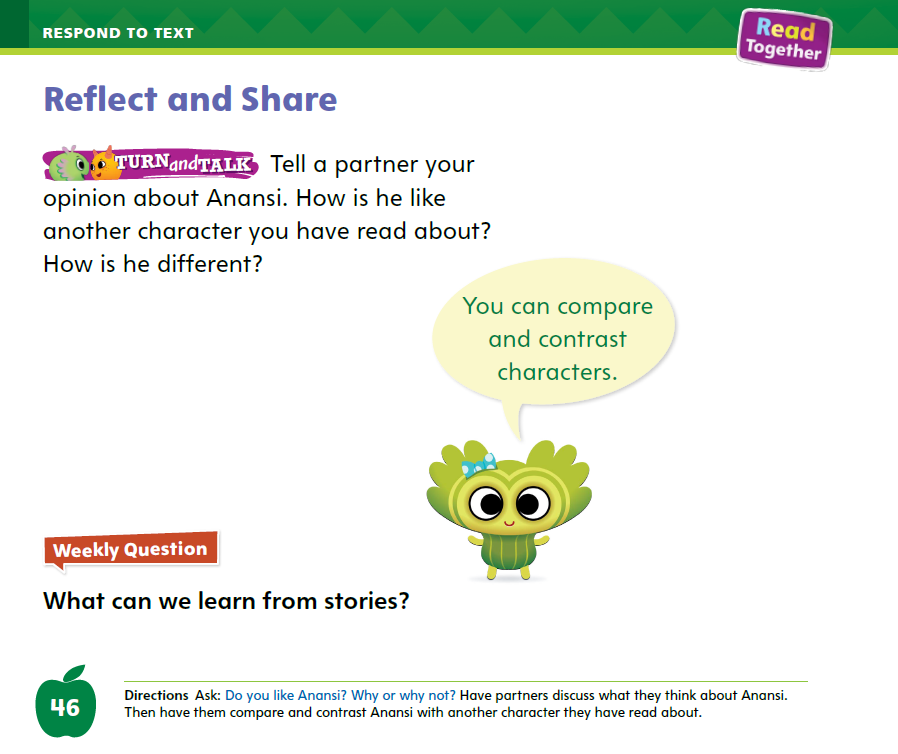 RESPOND TO TEXT
Read
Together
Reflect and Share
TURNandTALK Tell a partner your
opinion about Anansi. How is he like
another character you have read about?
How is he different?
You can compare
and contrast
characters.
Weekly Question
What can we learn from stories?
46
Directions Ask: Do you like Anansi? Why or why not? Have partners discuss what they think about Anansi.
Then have them compare and contrast Anansi with another character they have read about.